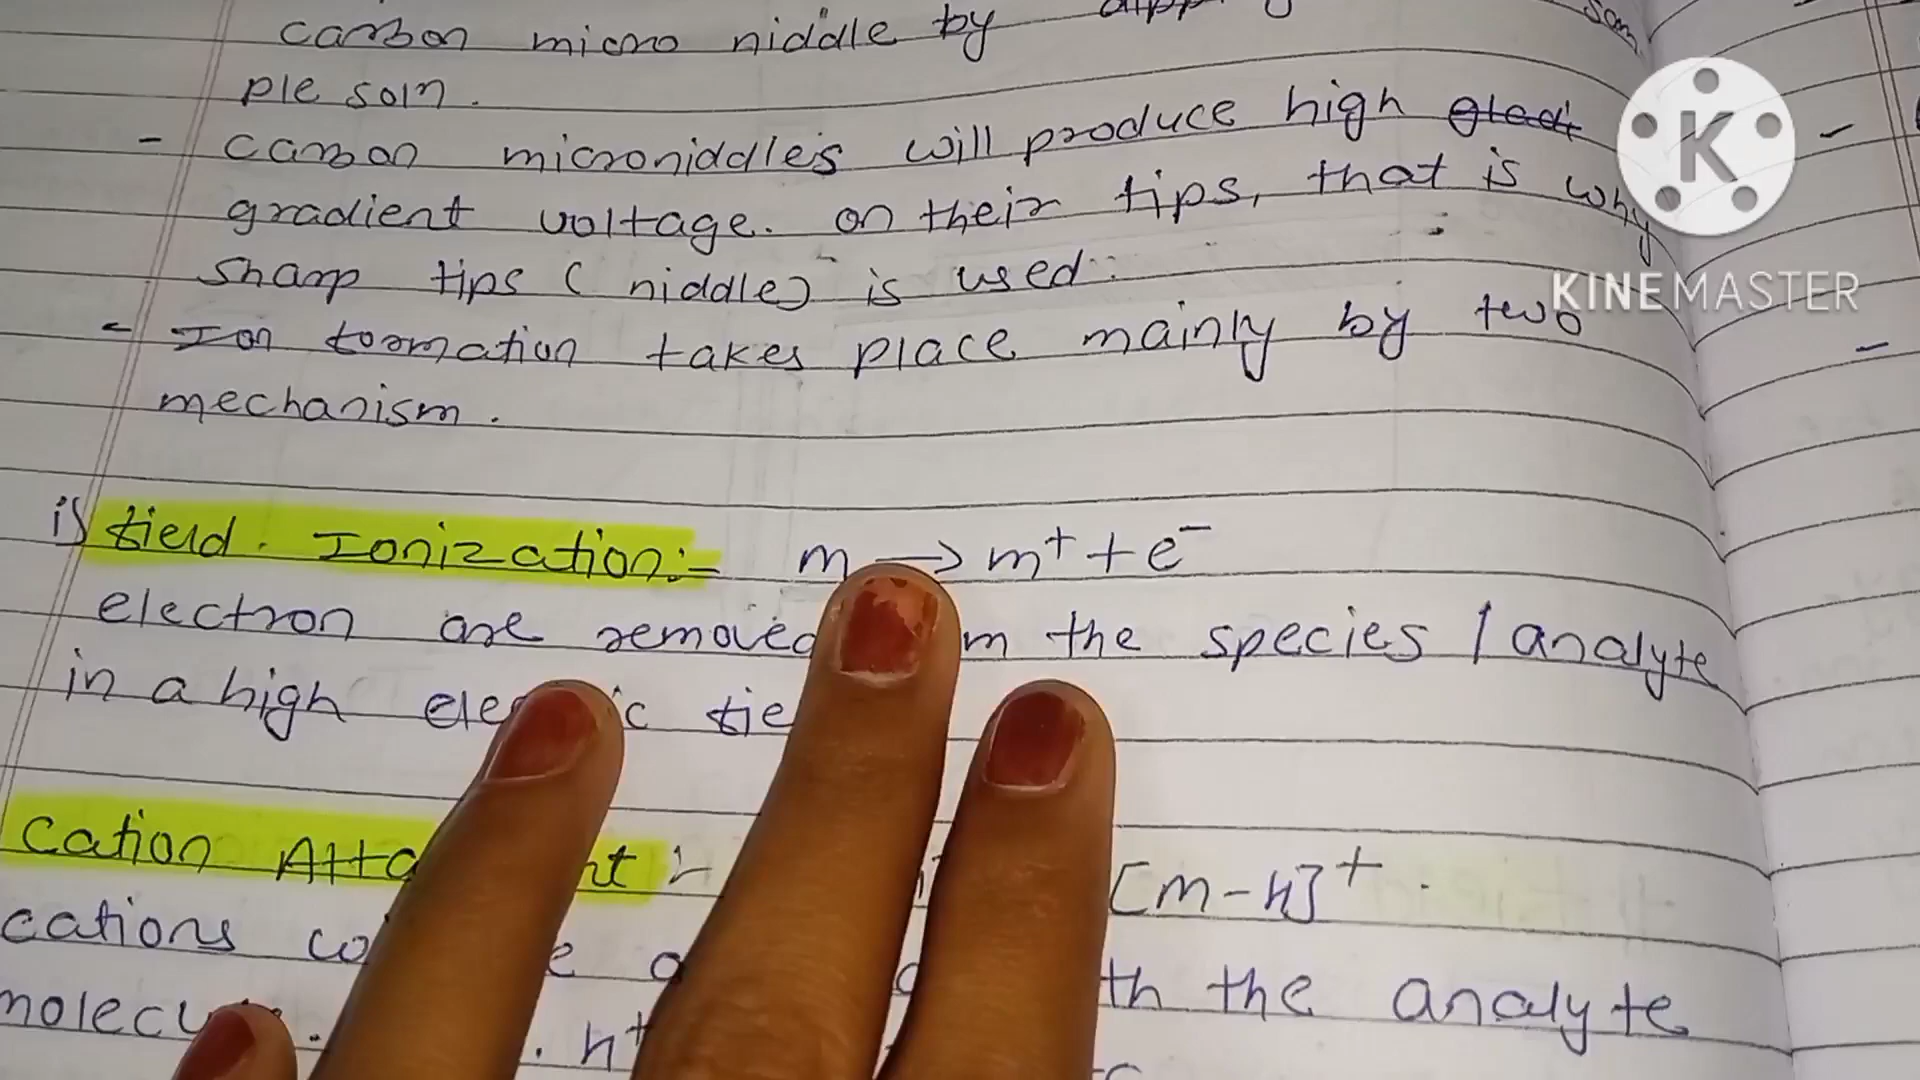 carbon micro niddle by
ple soln.
- carbon microniddles will produce high
gradient voltage. on their tips, that is why
sharp tips (niddle) is used.
- Ion formation takes place mainly by two
mechanism.
i) field. Ionization:- m → m⁺ + e⁻
electron are removed the species / analyte
in a high
Cation :- [m-H]⁺.
cations the analyte
H⁺
K
KINEMASTER